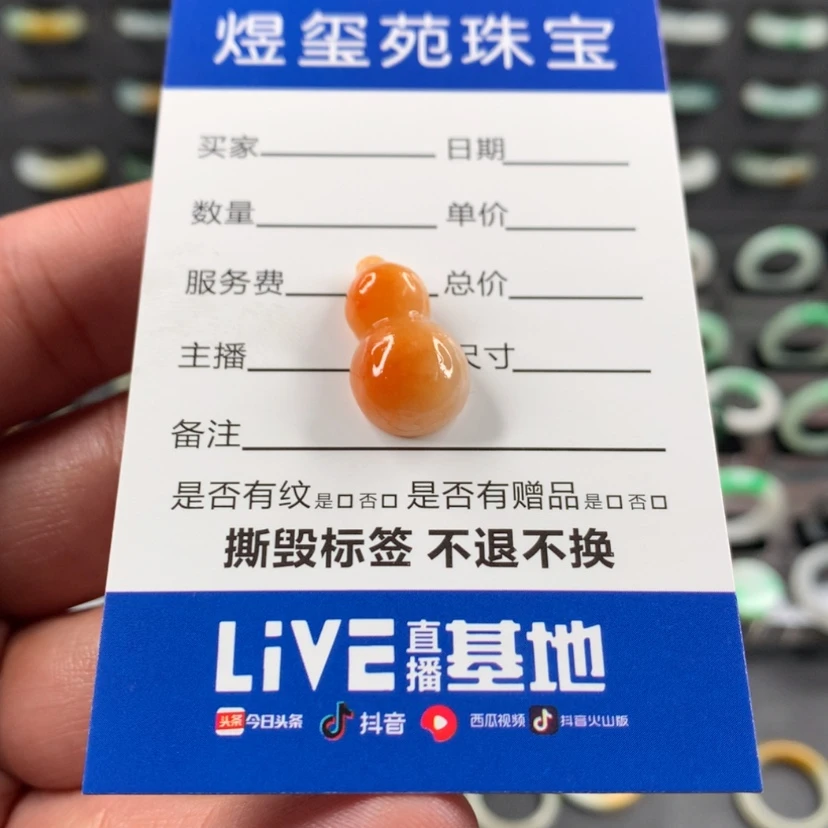 煜玺苑珠宝
买家 日期
数量 单价
服务费 总价
主播 尺寸
备注
是否有纹 是□ 否□ 是否有赠品 是□ 否□
撕毁标签 不退不换
LiVE 直播 基地
头条 今日头条 抖音 西瓜视频 抖音火山版